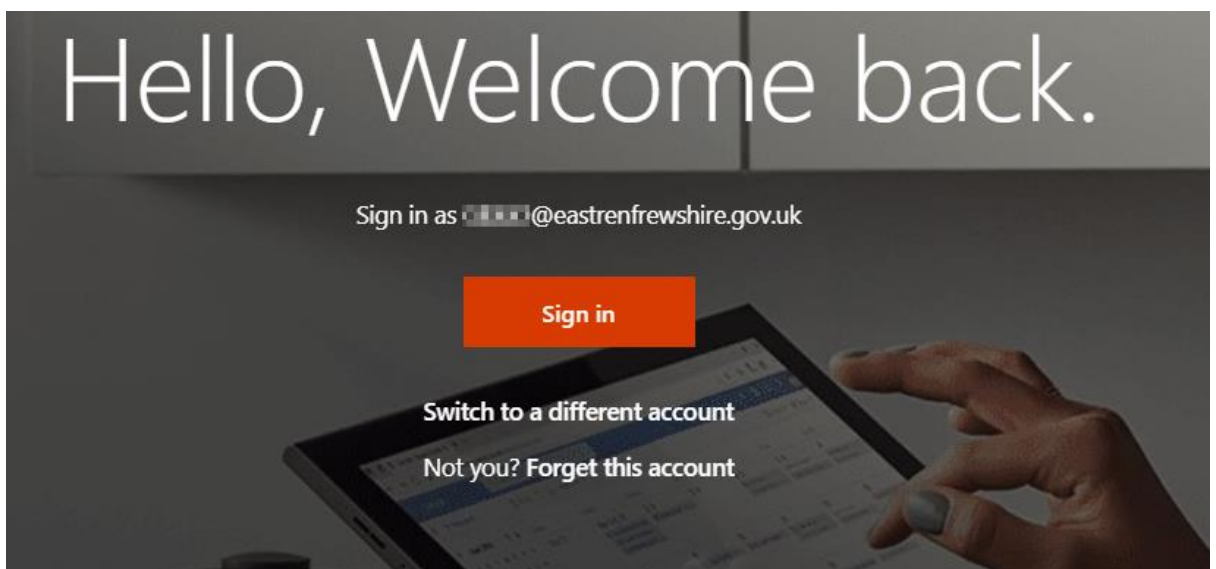 Hello, Welcome back.
Sign in as @eastrenfrewshire.gov.uk
Sign in
Switch to a different account
Not you? Forget this account